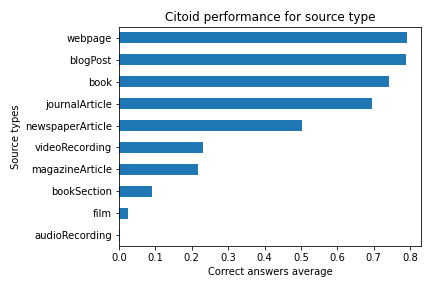 Citoid performance for source type
Source types
webpage
blogPost
book
journalArticle
newspaperArticle
videoRecording
magazineArticle
bookSection
film
audioRecording
0.0 0.1 0.2 0.3 0.4 0.5 0.6 0.7 0.8
Correct answers average